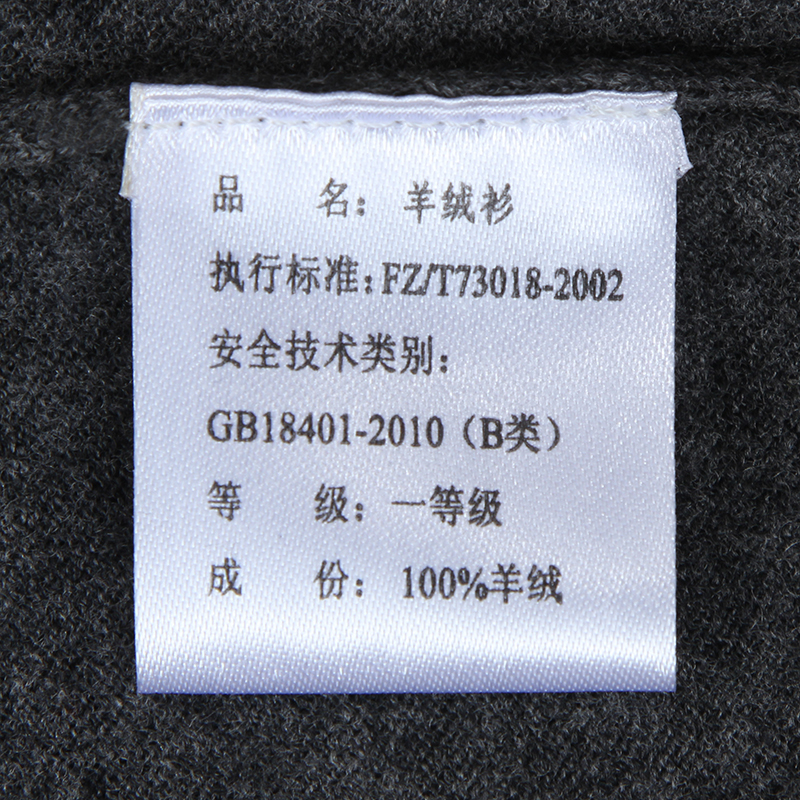 品 名：羊绒衫
执行标准：FZ/T73018-2002
安全技术类别：
GB18401-2010（B类）
等 级：一等级
成 份：100%羊绒